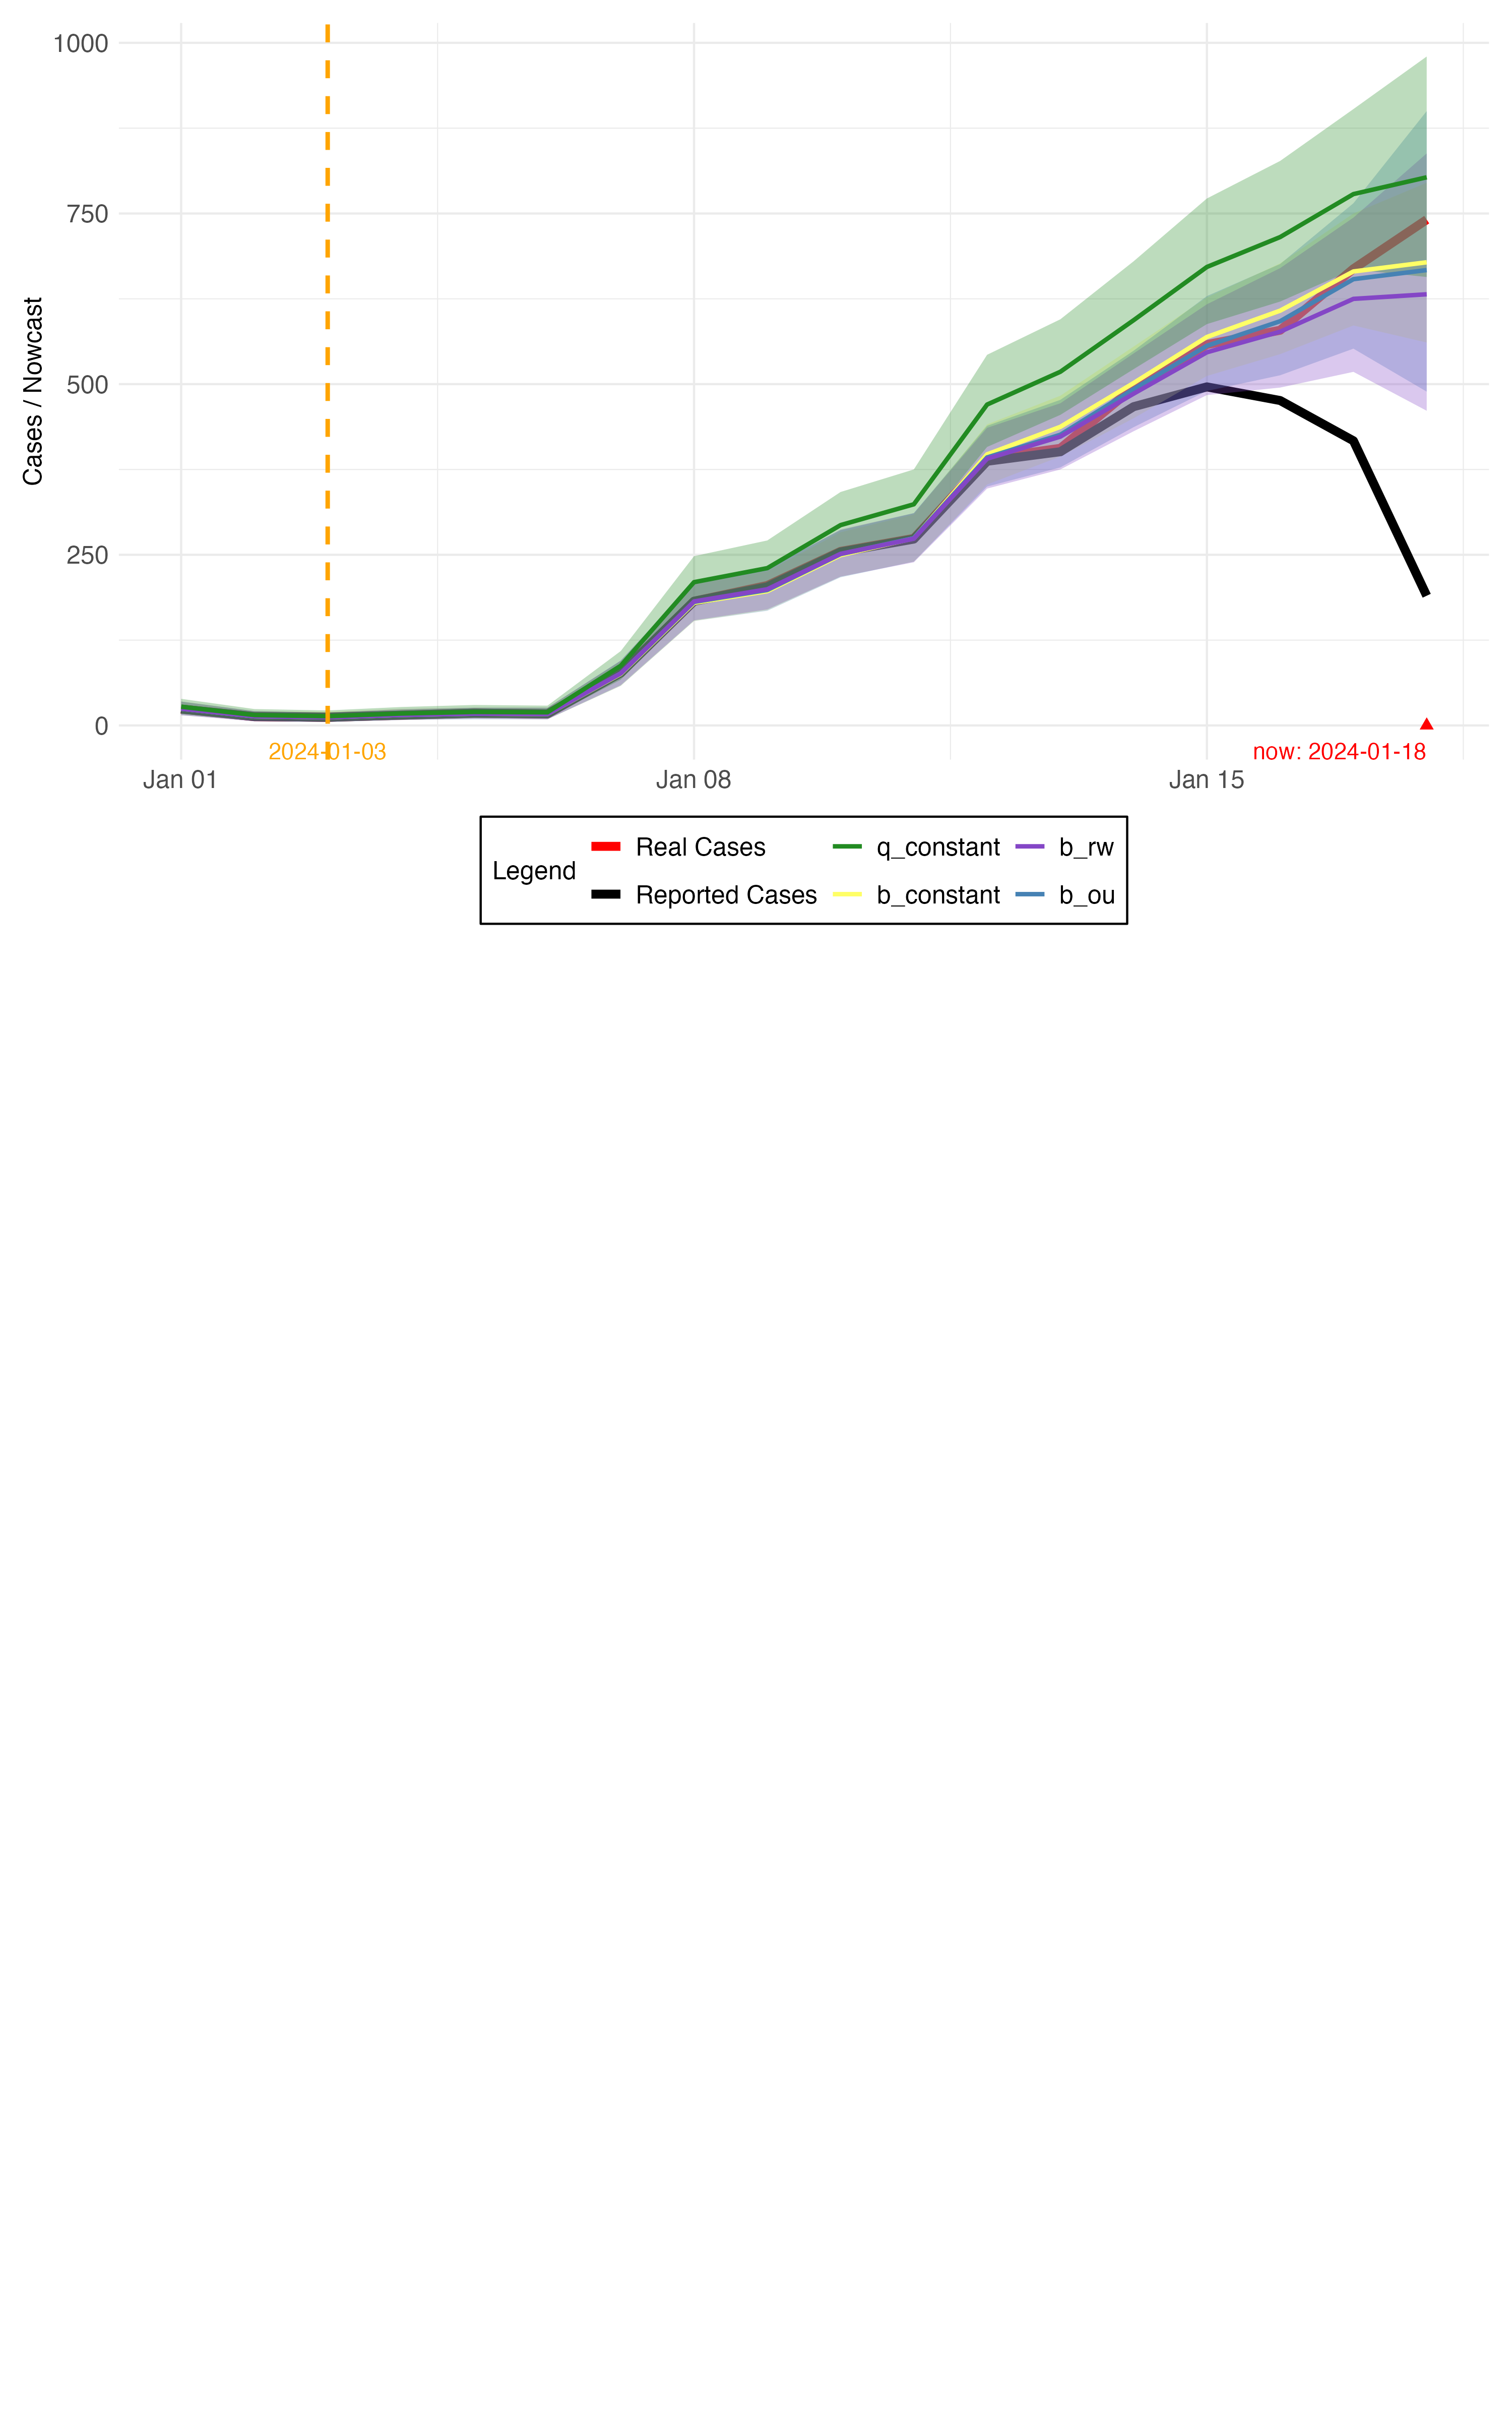 1000
750
500
250
0
Cases / Nowcast
2024-01-03
now: 2024-01-18
Jan 01
Jan 08
Jan 15
Legend
Real Cases
Reported Cases
q_constant
b_constant
b_rw
b_ou